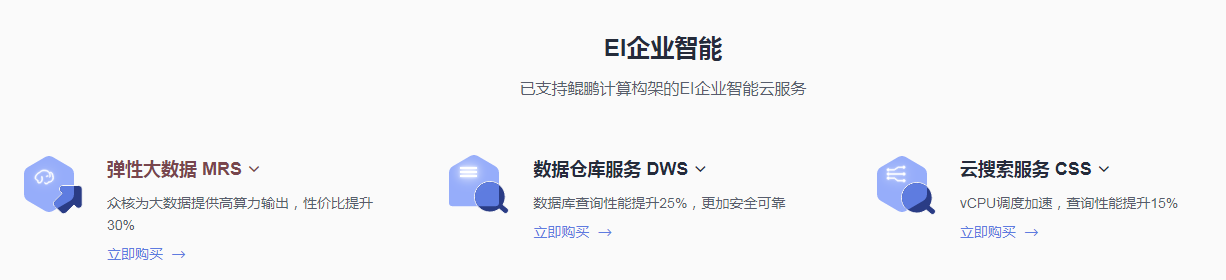 EI企业智能
已支持鲲鹏计算构架的EI企业智能云服务
弹性大数据 MRS
众核为大数据提供高算力输出，性价比提升
30%
立即购买 →
数据仓库服务 DWS
数据库查询性能提升25%，更加安全可靠
立即购买 →
云搜索服务 CSS
vCPU调度加速，查询性能提升15%
立即购买 →